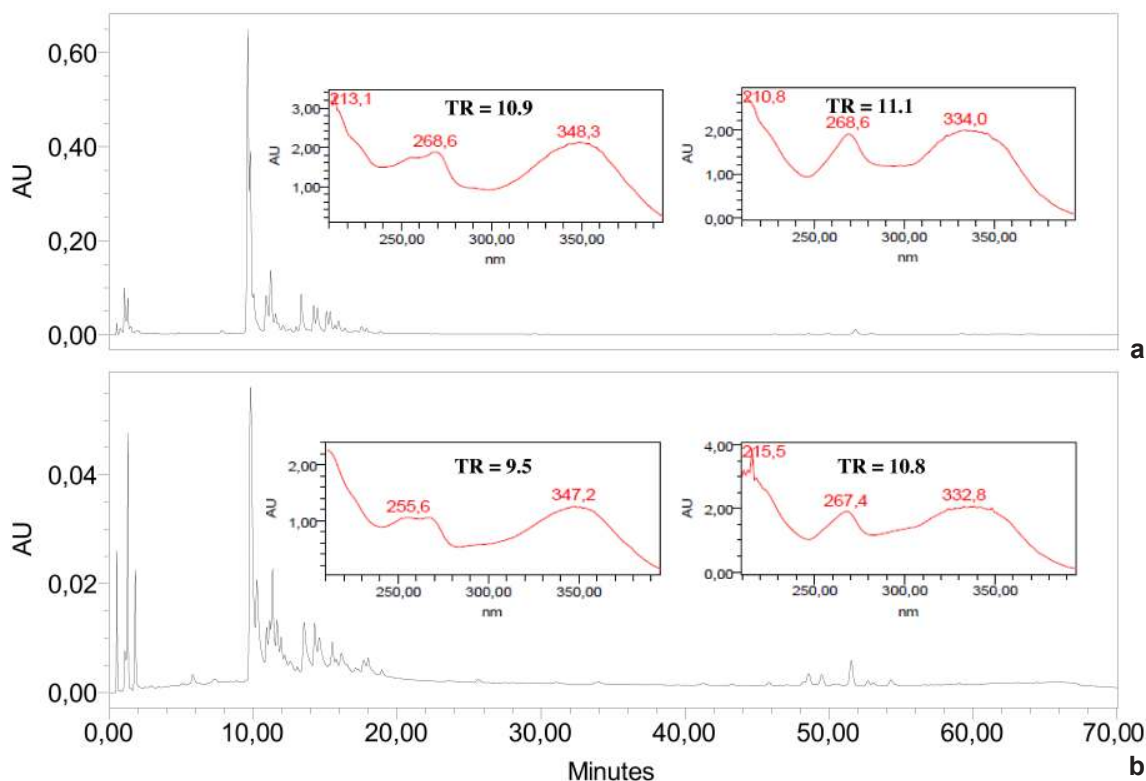 0,60
0,40
0,20
0,00
AU
213,1
TR = 10.9
268,6
348,3
3,00
2,00
1,00
AU
250,00 300,00 350,00
nm
210,8
TR = 11.1
268,6
334,0
2,00
1,00
0,00
AU
250,00 300,00 350,00
nm
a
0,04
0,02
0,00
AU
TR = 9.5
255,6
347,2
2,00
1,00
AU
250,00 300,00 350,00
nm
215,5
TR = 10.8
267,4
332,8
4,00
2,00
0,00
AU
250,00 300,00 350,00
nm
0,00 10,00 20,00 30,00 40,00 50,00 60,00 70,00
Minutes
b